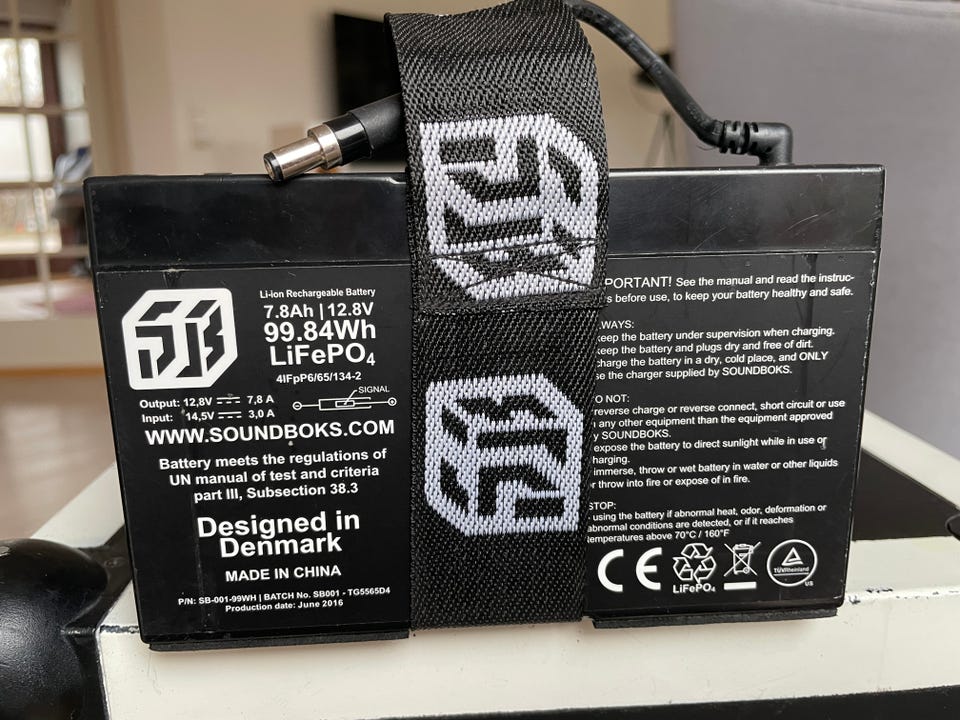 Li-ion Rechargeable Battery
7.8Ah | 12.8V
99.84Wh
LiFePO4
4IFpP6/65/134-2
SIGNAL
Output: 12,8V 7,8 A
Input: 14,5V 3,0 A
WWW.SOUNDBOKS.COM
Battery meets the regulations of
UN manual of test and criteria
part III, Subsection 38.3
Designed in
Denmark
MADE IN CHINA
P/N: SB-001-99WH | BATCH No. SB001 - TG5565D4
Production date: June 2016
PORTANT! See the manual and read the instruc-
s before use, to keep your battery healthy and safe.
WAYS:
keep the battery under supervision when charging.
keep the battery and plugs dry and free of dirt.
charge the battery in a dry, cold place, and ONLY
se the charger supplied by SOUNDBOKS.
DO NOT:
reverse charge or reverse connect, short circuit or use
any other equipment than the equipment approved
y SOUNDBOKS.
expose the battery to direct sunlight while in use or
harging.
immerse, throw or wet battery in water or other liquids
r throw into fire or expose of in fire.
STOP:
using the battery if abnormal heat, odor, deformation or
abnormal conditions are detected, or if it reaches
temperatures above 70°C / 160°F
CE
LiFePO4
TÜVRheinland
US